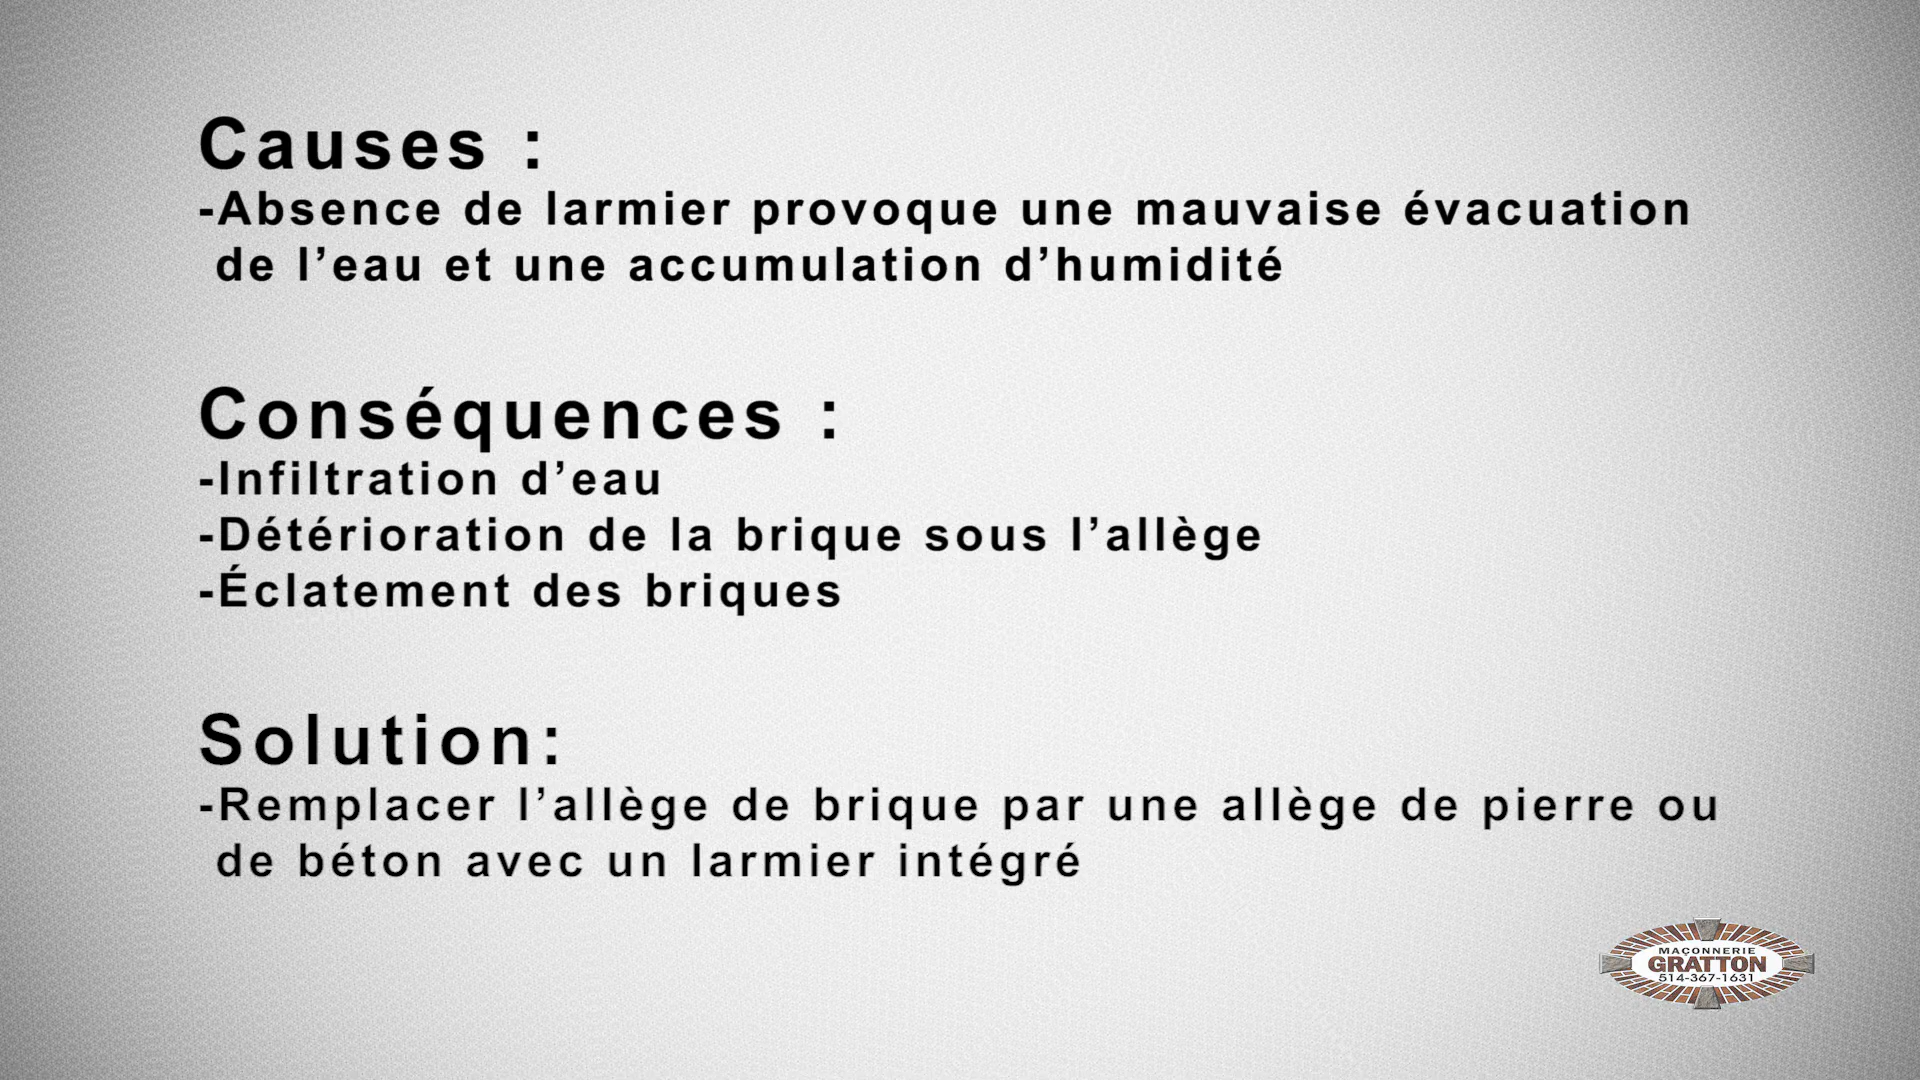 Causes :
-Absence de larmier provoque une mauvaise évacuation
de l’eau et une accumulation d’humidité
Conséquences :
-Infiltration d’eau
-Détérioration de la brique sous l’allège
-Éclatement des briques
Solution:
-Remplacer l’allège de brique par une allège de pierre ou
de béton avec un larmier intégré
MAÇONNERIE
GRATTON
514-367-1631